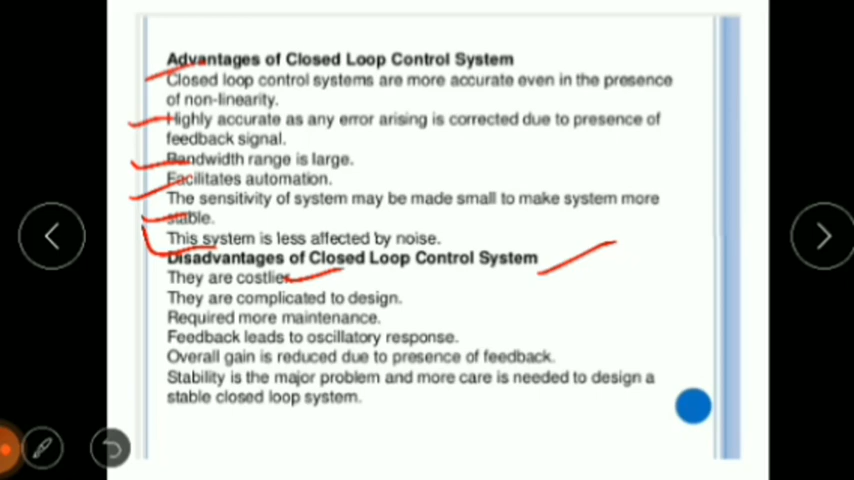 Advantages of Closed Loop Control System
Closed loop control systems are more accurate even in the presence
of non-linearity.
Highly accurate as any error arising is corrected due to presence of
feedback signal.
Bandwidth range is large.
Facilitates automation.
The sensitivity of system may be made small to make system more
stable.
This system is less affected by noise.
Disadvantages of Closed Loop Control System
They are costlier.
They are complicated to design.
Required more maintenance.
Feedback leads to oscillatory response.
Overall gain is reduced due to presence of feedback.
Stability is the major problem and more care is needed to design a
stable closed loop system.